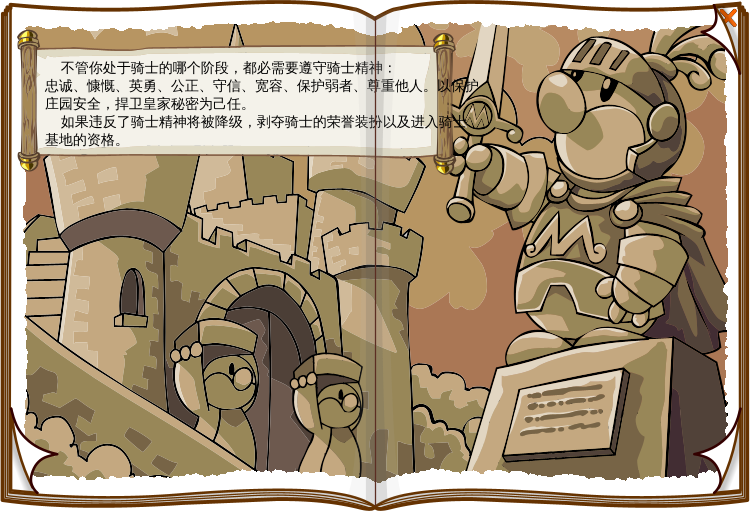 不管你处于骑士的哪个阶段，都必需要遵守骑士精神：
忠诚、慷慨、英勇、公正、守信、宽容、保护弱者、尊重他人。以保护
庄园安全，捍卫皇家秘密为己任。
如果违反了骑士精神将被降级，剥夺骑士的荣誉装扮以及进入骑士
基地的资格。
M
M